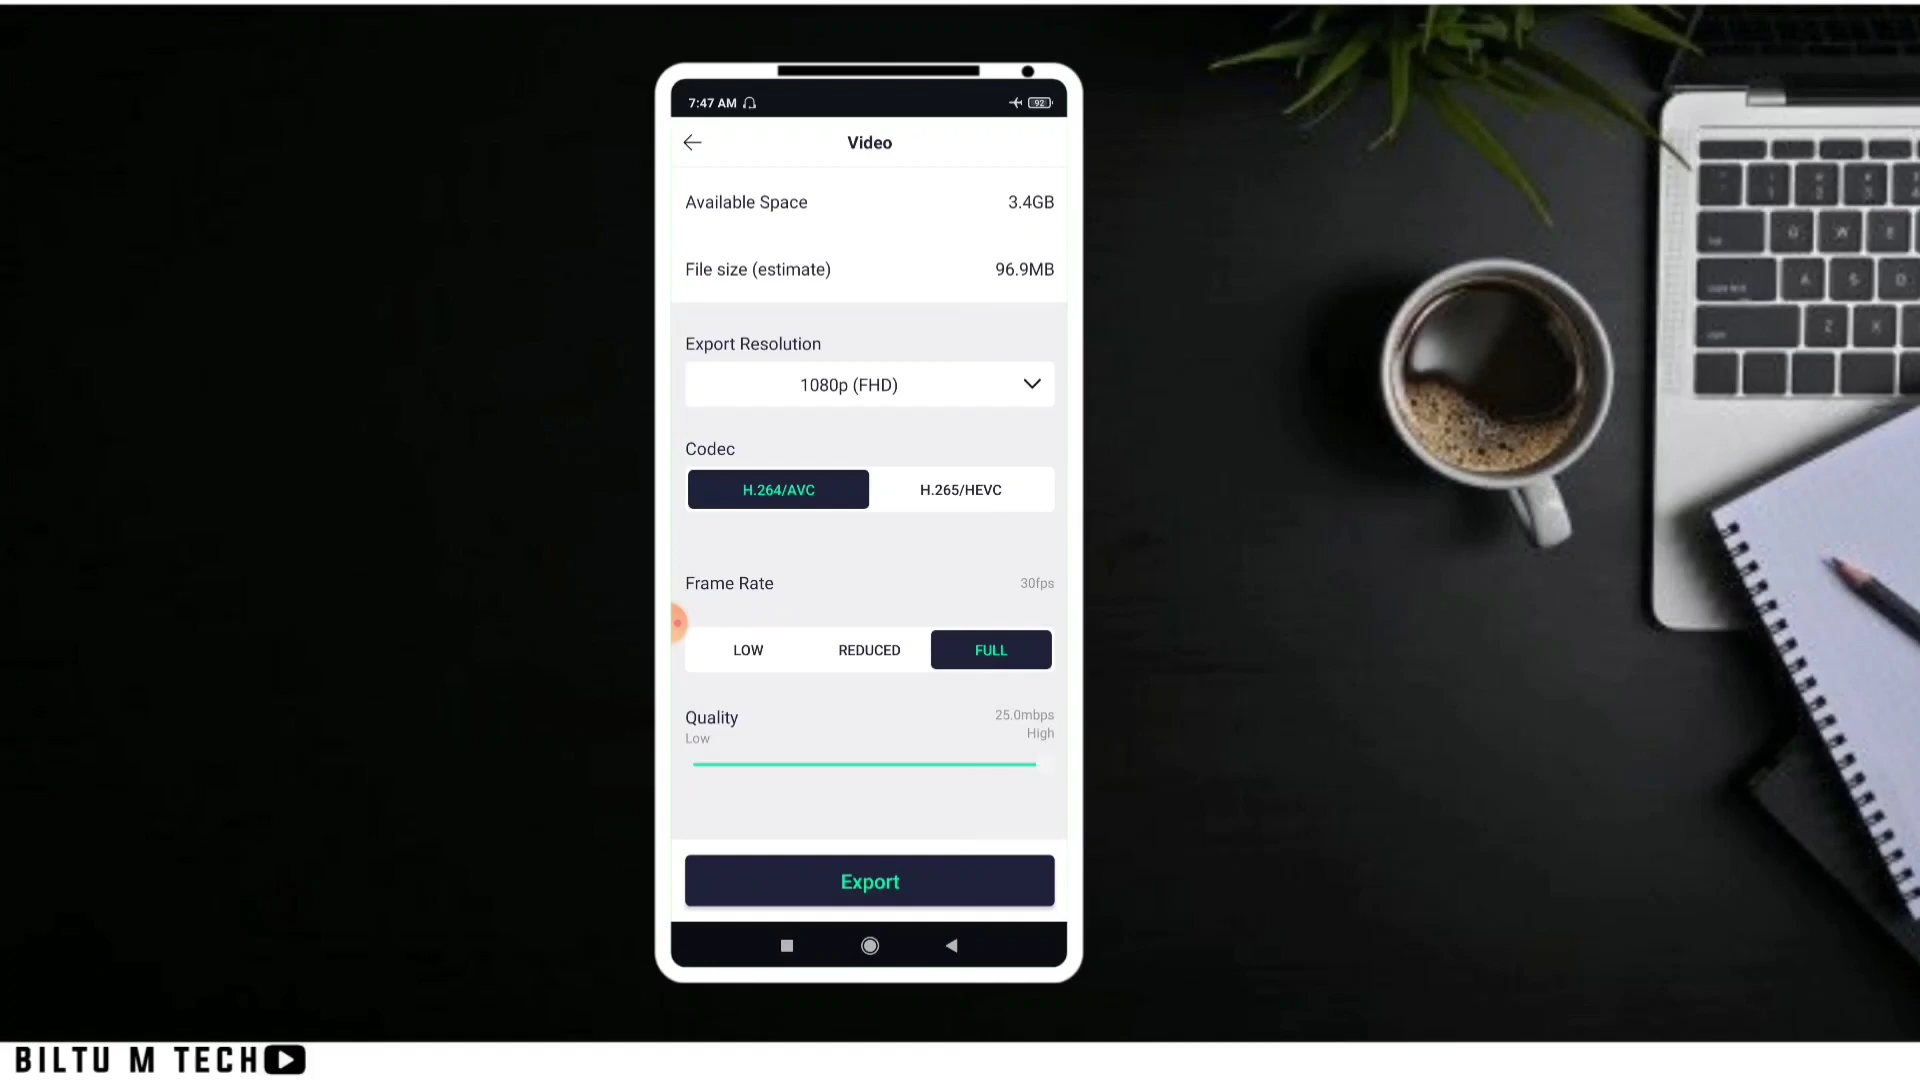 7:47 AM
92
Video
Available Space 3.4GB
File size (estimate) 96.9MB
Export Resolution
1080p (FHD)
Codec
H.264/AVC H.265/HEVC
Frame Rate 30fps
LOW REDUCED FULL
Quality 25.0mbps
Low High
Export
BILTU M TECH